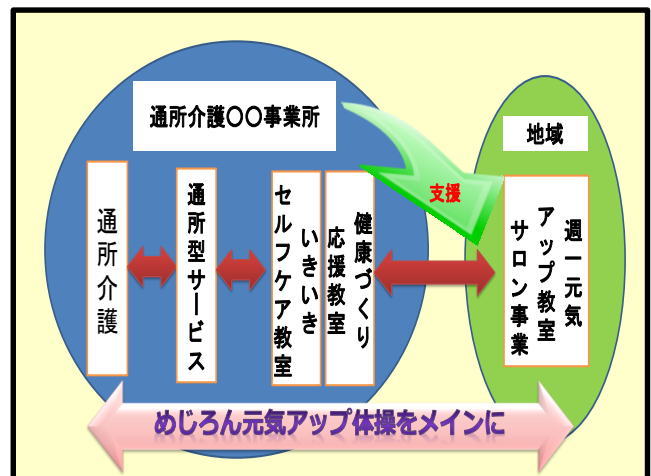 通所介護〇〇事業所
地域
支援
通所介護
通所型サービス
健康づくり
応援教室
いきいき
セルフケア教室
週一元気
アップ教室
サロン事業
めじろん元気アップ体操をメインに